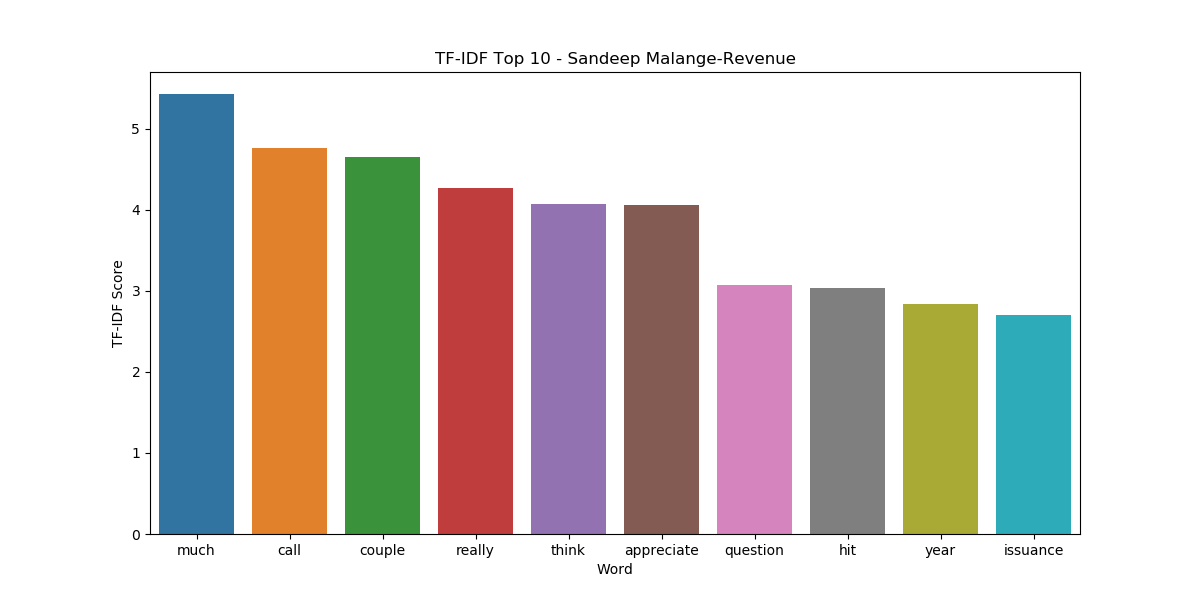 TF-IDF Top 10 - Sandeep Malange-Revenue
TF-IDF Score
5
4
3
2
1
0
much call couple really think appreciate question hit year issuance
Word